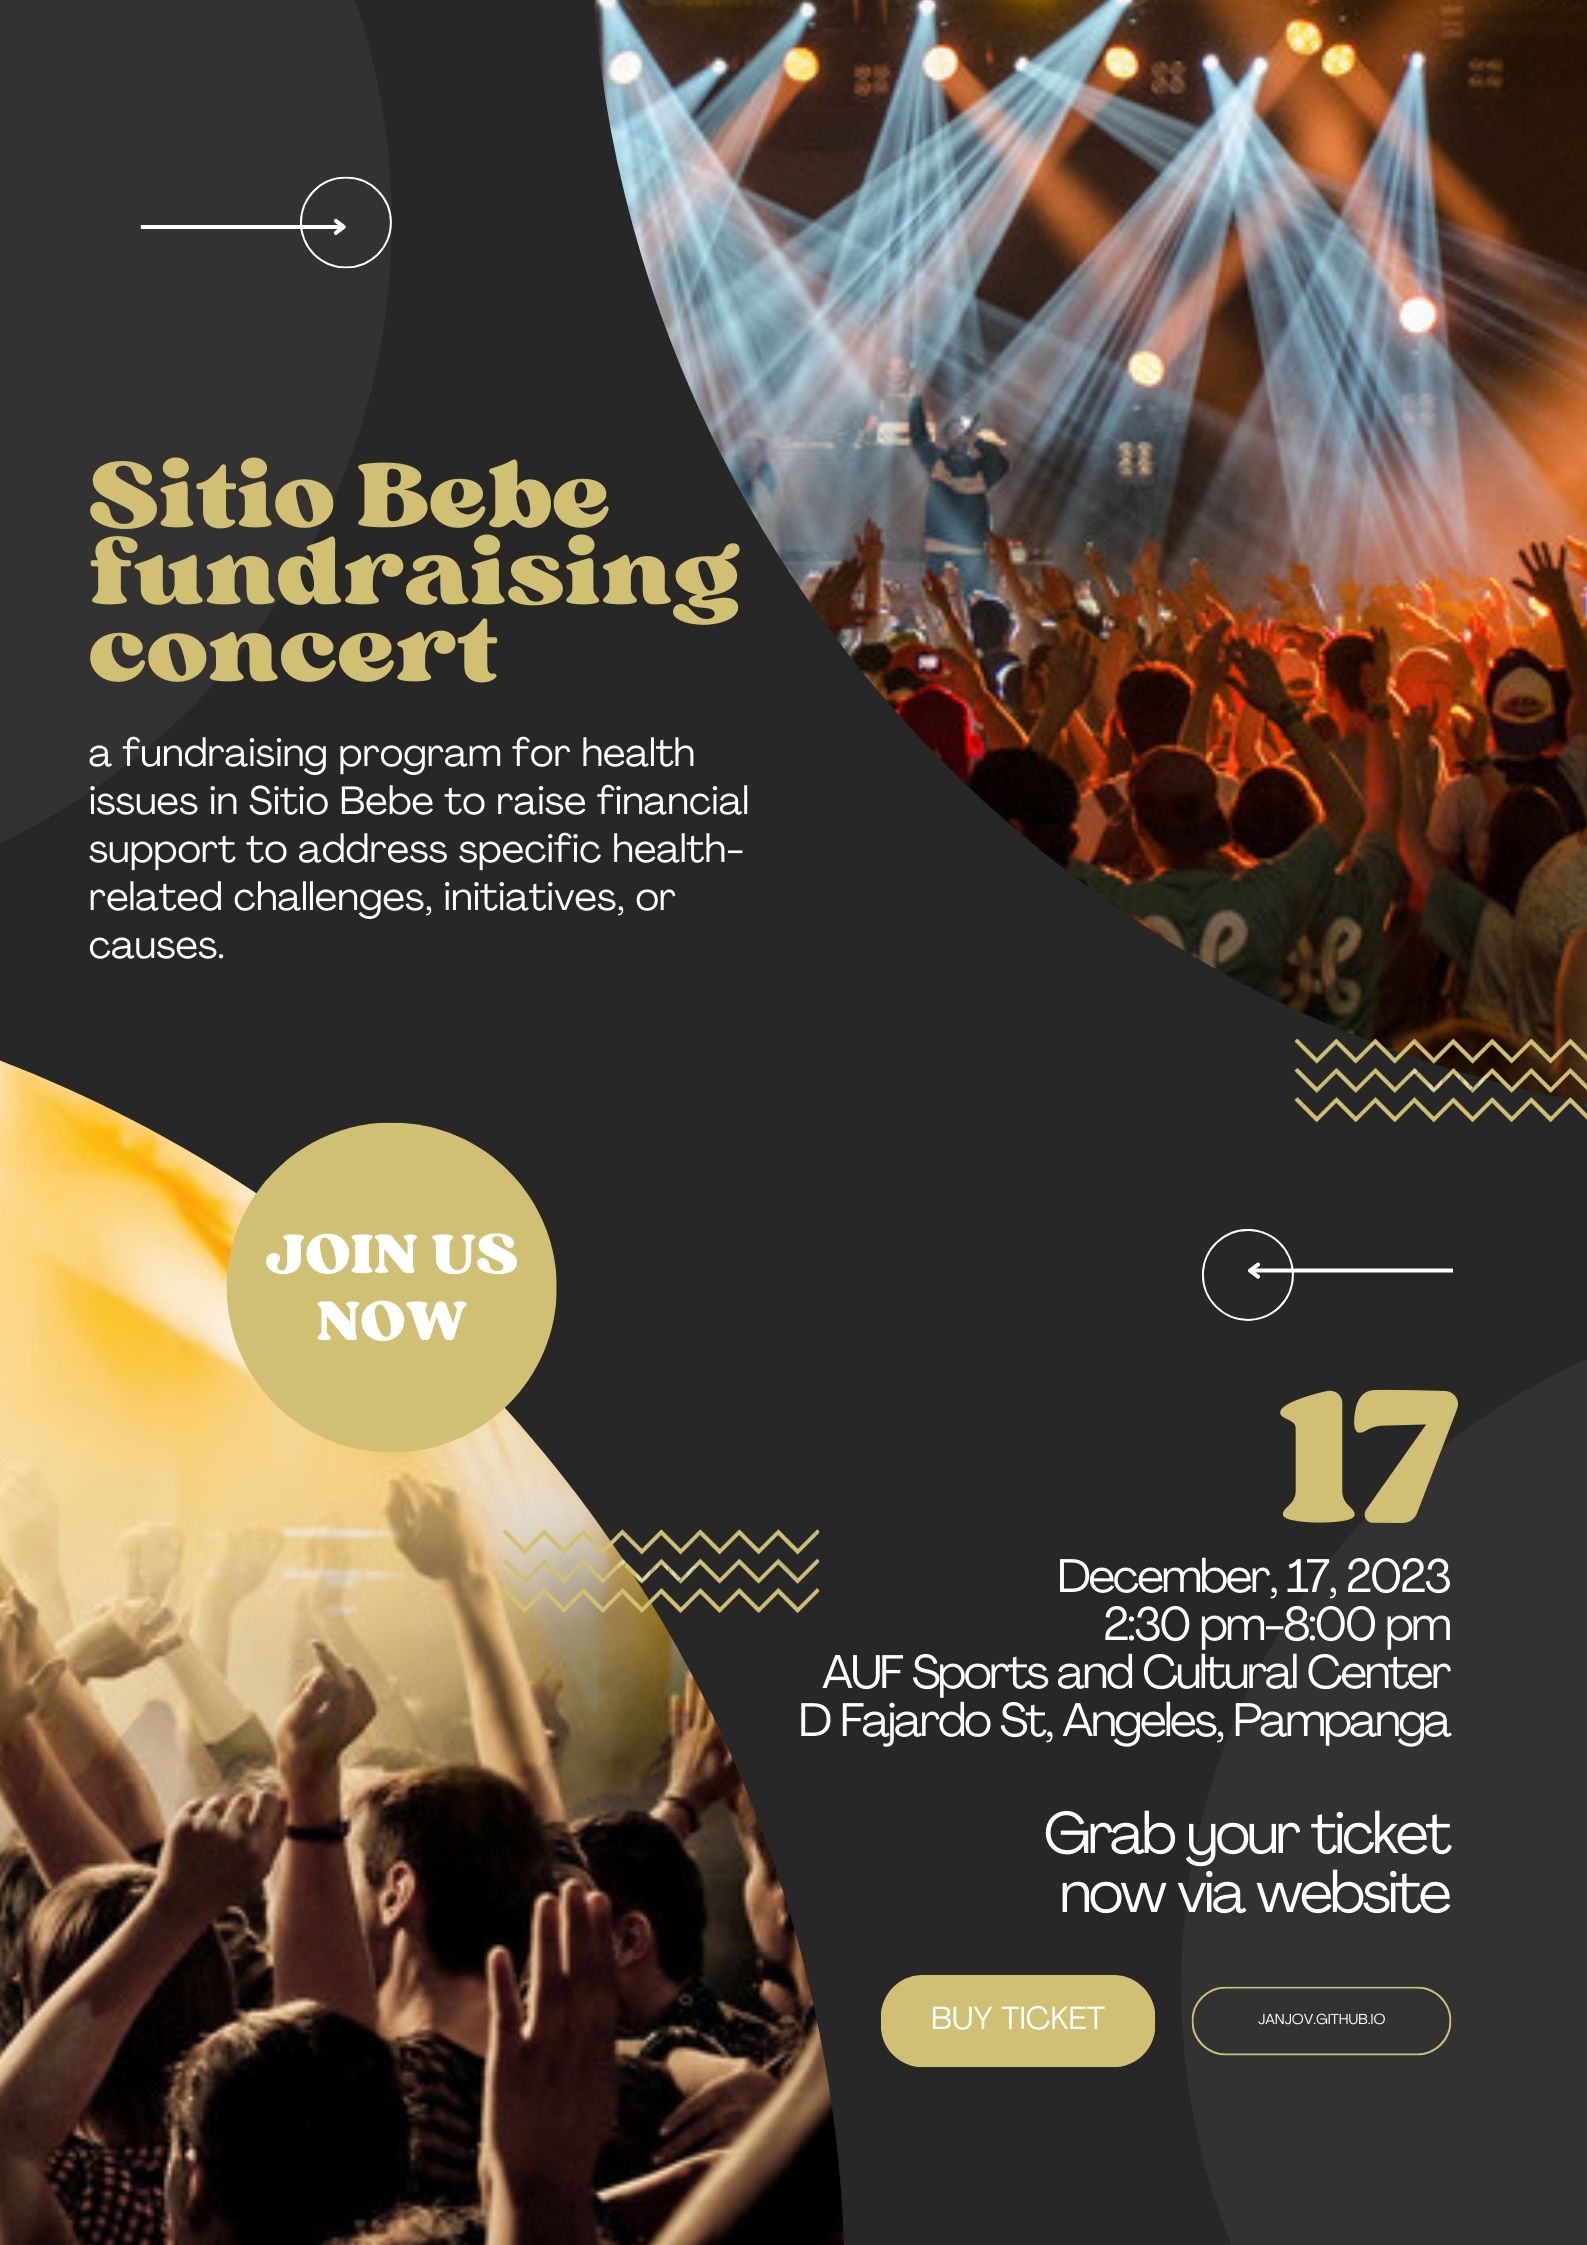 Sitio Bebe
fundraising
concert
a fundraising program for health
issues in Sitio Bebe to raise financial
support to address specific health-
related challenges, initiatives, or
causes.
JOIN US
NOW
17
December, 17, 2023
2:30 pm-8:00 pm
AUF Sports and Cultural Center
D Fajardo St, Angeles, Pampanga
Grab your ticket
now via website
BUY TICKET
JANJOV.GITHUB.IO